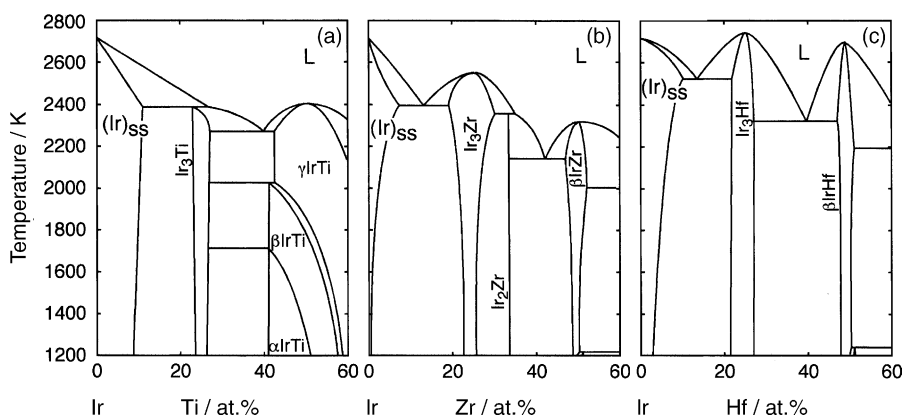 2800
2600
2400
2200
2000
1800
1600
1400
1200
Temperature / K
(a)
L
(Ir)ss
Ir3Ti
γIrTi
βIrTi
αIrTi
0 20 40 60
Ir Ti / at.%
(b)
L
(Ir)ss
Ir3Zr
βIrZr
Ir2Zr
0 20 40 60
Ir Zr / at.%
(c)
L
(Ir)ss
Ir3Hf
βIrHf
0 20 40 60
Ir Hf / at.%